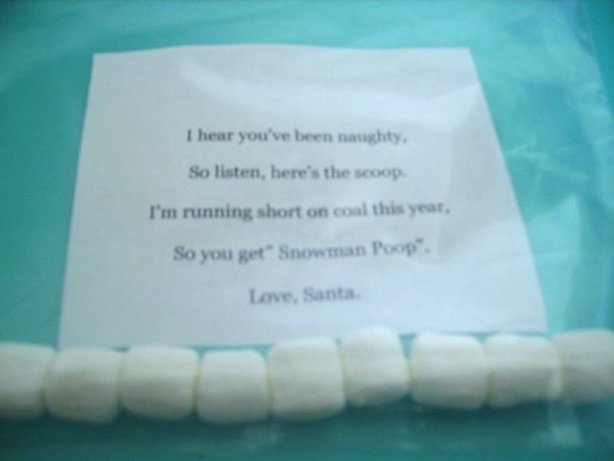 I hear you've been naughty,
So listen, here's the scoop.
I'm running short on coal this year,
So you get" Snowman Poop".
Love, Santa.